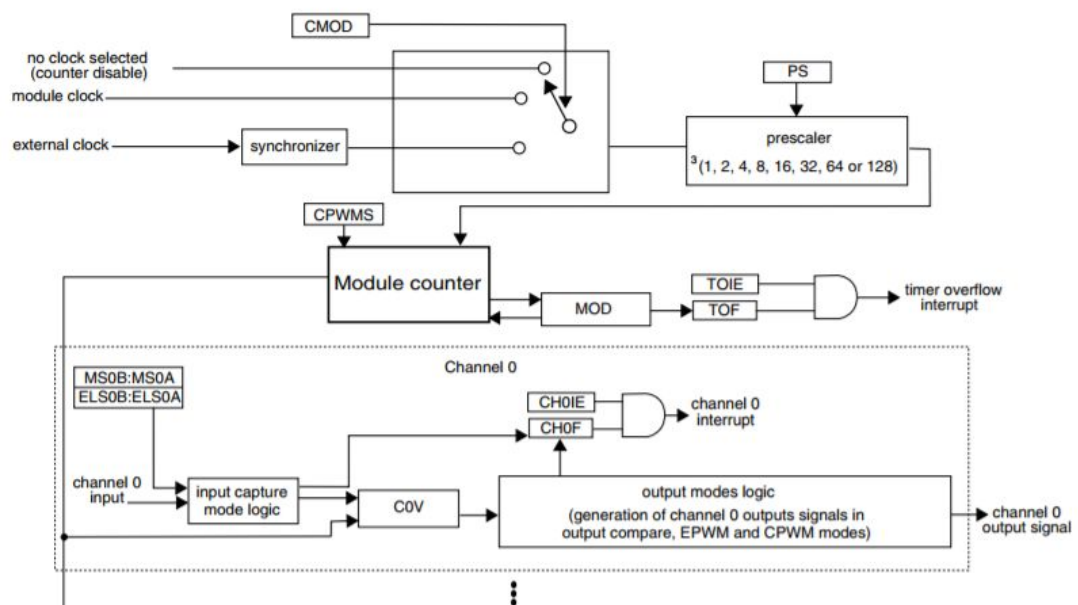 CMOD
no clock selected
(counter disable)
module clock
external clock
synchronizer
PS
prescaler
3 (1, 2, 4, 8, 16, 32, 64 or 128)
CPWMS
Module counter
MOD
TOIE
TOF
timer overflow
interrupt
Channel 0
MS0B:MS0A
ELS0B:ELS0A
CH0IE
CH0F
channel 0
interrupt
channel 0
input
input capture
mode logic
C0V
output modes logic
(generation of channel 0 outputs signals in
output compare, EPWM and CPWM modes)
channel 0
output signal